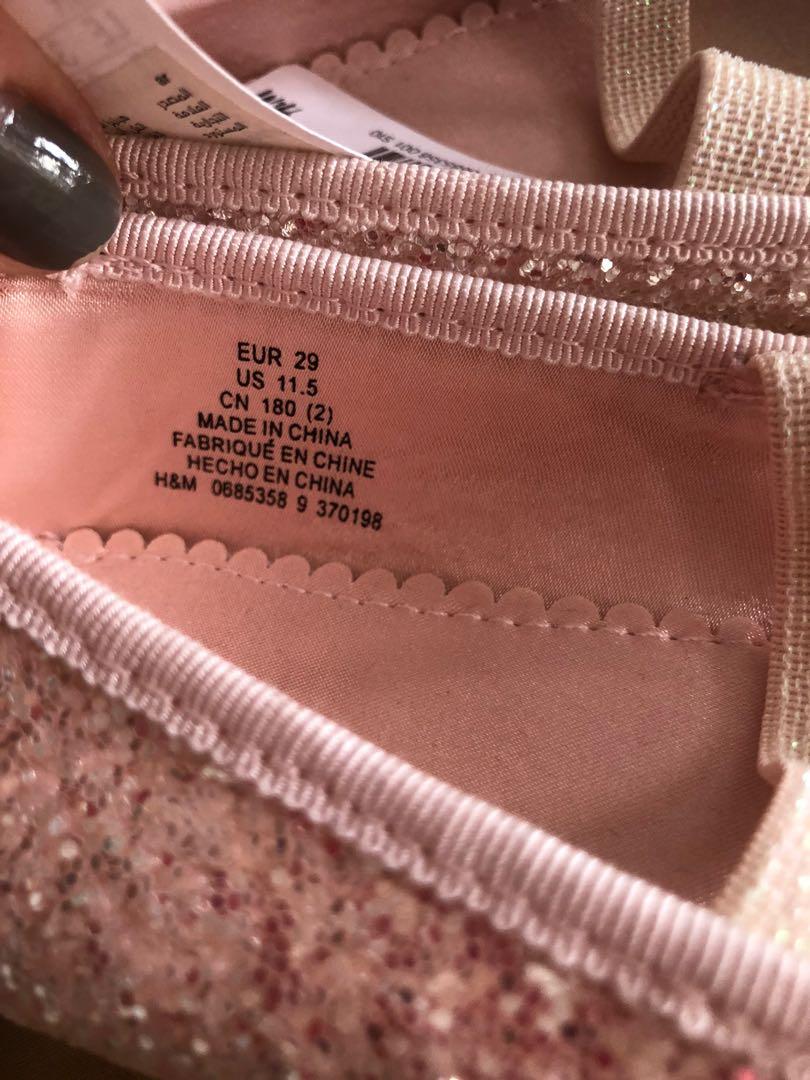 EUR 29
US 11.5
CN 180 (2)
MADE IN CHINA
FABRIQUÉ EN CHINE
HECHO EN CHINA
H&M 0685358 9 370198